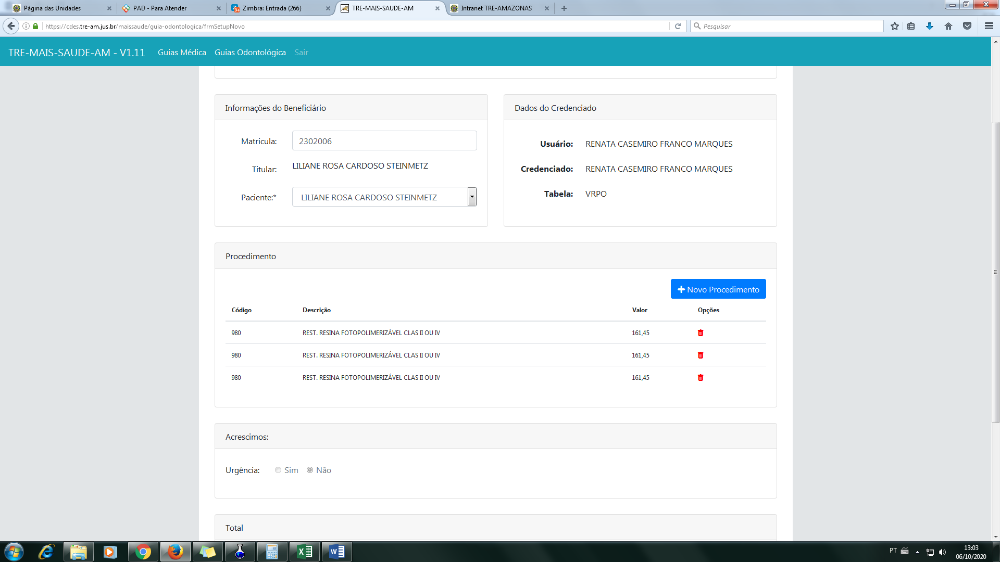 Página das Unidades
PAD - Para Atender
Zimbra: Entrada (266)
TRE-MAIS-SAUDE-AM
Intranet TRE-AMAZONAS
https://cdes.tre-am.jus.br/maissaude/guia-odontologica/frmSetupNovo
Pesquisar
TRE-MAIS-SAUDE-AM - V1.11 Guias Médica Guias Odontológica Sair
Informações do Beneficiário
Matricula: 2302006
Titular: LILIANE ROSA CARDOSO STEINMETZ
Paciente:* LILIANE ROSA CARDOSO STEINMETZ
Dados do Credenciado
Usuário: RENATA CASEMIRO FRANCO MARQUES
Credenciado: RENATA CASEMIRO FRANCO MARQUES
Tabela: VRPO
Procedimento
Novo Procedimento
Código Descrição Valor Opções
980 REST. RESINA FOTOPOLIMERIZÁVEL CLAS II OU IV 161,45
980 REST. RESINA FOTOPOLIMERIZÁVEL CLAS II OU IV 161,45
980 REST. RESINA FOTOPOLIMERIZÁVEL CLAS II OU IV 161,45
Acrescimos:
Urgência: Sim Não
Total
PT
13:03
06/10/2020